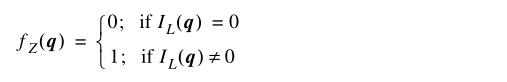 f_Z(q) = { 0; if I_L(q) = 0
1; if I_L(q) ≠ 0